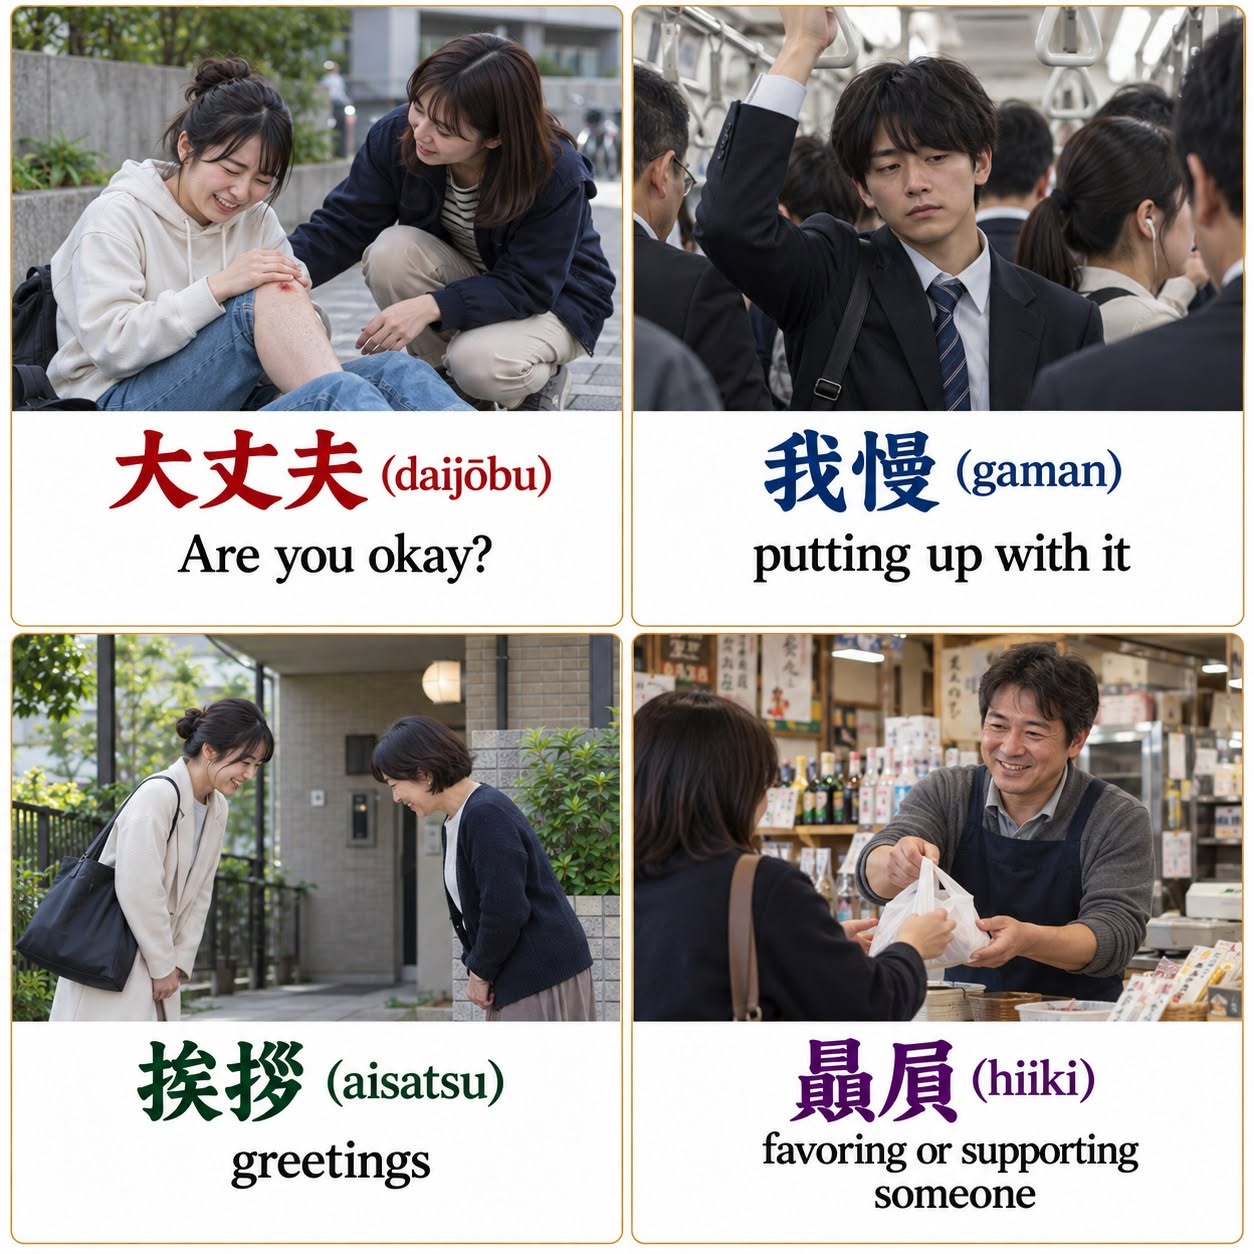 大丈夫 (daijōbu)
Are you okay?
我慢 (gaman)
putting up with it
挨拶 (aisatsu)
greetings
贔屓 (hiiki)
favoring or supporting
someone